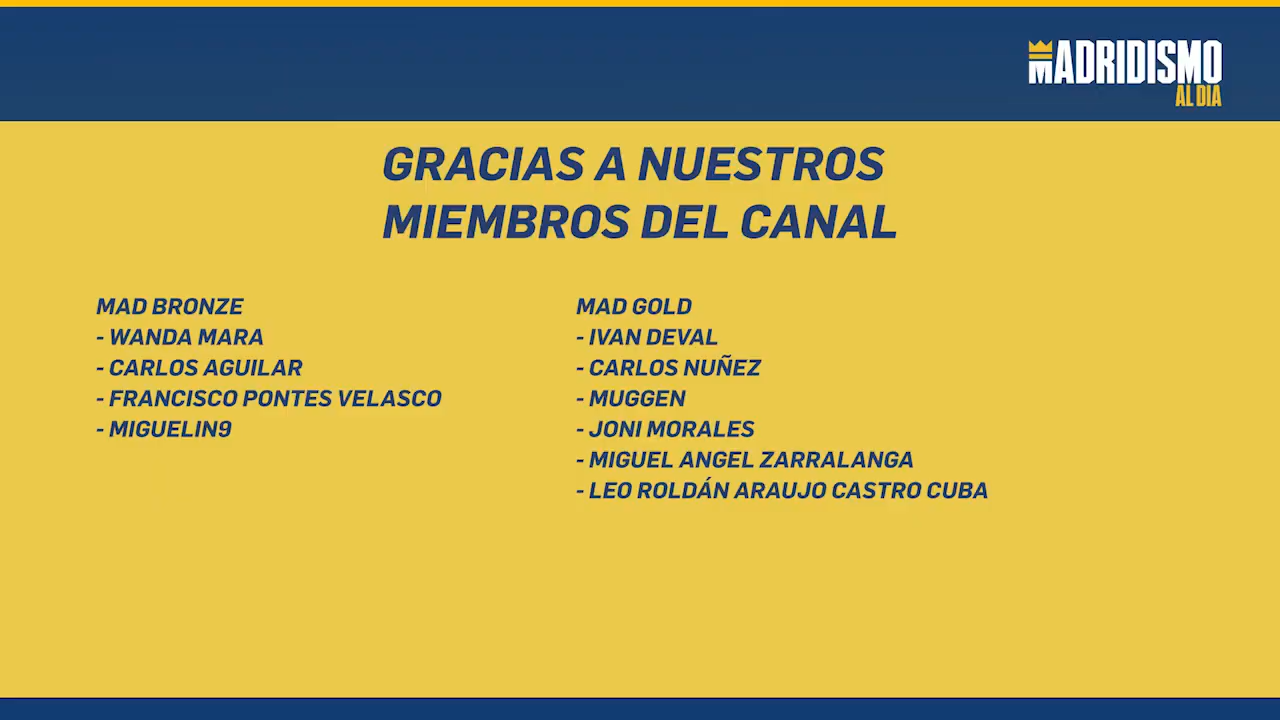 MADRIDISMO
AL DIA
GRACIAS A NUESTROS
MIEMBROS DEL CANAL
MAD BRONZE
- WANDA MARA
- CARLOS AGUILAR
- FRANCISCO PONTES VELASCO
- MIGUELIN9
MAD GOLD
- IVAN DEVAL
- CARLOS NUÑEZ
- MUGGEN
- JONI MORALES
- MIGUEL ANGEL ZARRALANGA
- LEO ROLDÁN ARAUJO CASTRO CUBA